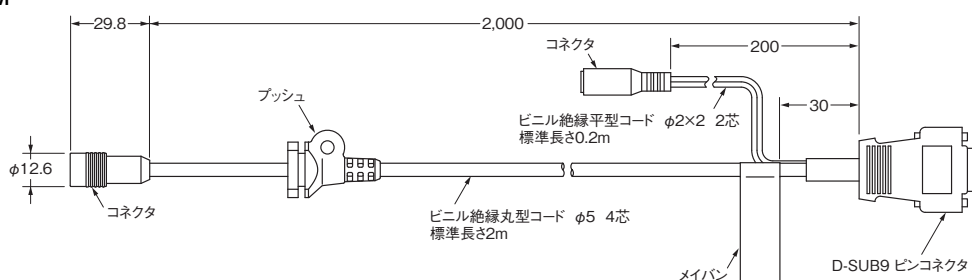 29.8
2,000
コネクタ
200
プッシュ
30
ビニル絶縁平型コード φ2×2 2芯
標準長さ0.2m
φ12.6
コネクタ
ビニル絶縁丸型コード φ5 4芯
標準長さ2m
メイバン
D-SUB9 ピンコネクタ